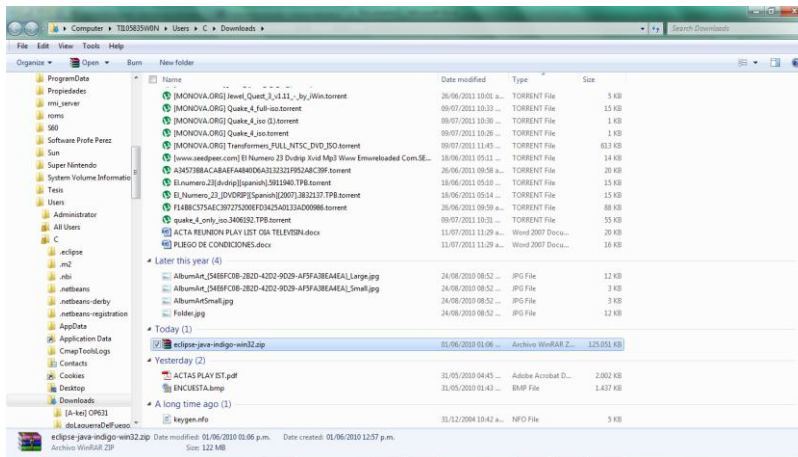 Computer ▸ TI105835W0N ▸ Users ▸ C ▸ Downloads ▸
Search Downloads
File Edit View Tools Help
Organize Open Burn New folder
ProgramData
Propiedades
rmi_server
roms
S60
Software Profe Perez
Sun
Super Nintendo
System Volume Informatio
Tesis
Users
Administrator
All Users
C
.eclipse
.m2
.nbi
.netbeans
.netbeans-derby
.netbeans-registration
AppData
Application Data
CmapToolsLogs
Contacts
Cookies
Desktop
Downloads
[A-kei] OP631
Name Date modified Type Size
[MONOVA.ORG] Jewel_Quest_3_v1.11_-_by_iWin.torrent 26/06/2011 10:01 a... TORRENT File 5 KB
[MONOVA.ORG] Quake_4_full-iso.torrent 09/07/2011 10:33 ... TORRENT File 15 KB
[MONOVA.ORG] Quake_4_iso (1).torrent 09/07/2011 10:30 ... TORRENT File 1 KB
[MONOVA.ORG] Quake_4_iso.torrent 09/07/2011 10:26 ... TORRENT File 1 KB
[MONOVA.ORG] Transformers_FULL_NTSC_DVD_ISO.torrent 09/07/2011 11:45 ... TORRENT File 613 KB
[www.seedpeer.com] El Numero 23 Dvdrip Xvid Mp3 Www Emwreloaded Com.SE... 18/06/2011 05:11 ... TORRENT File 14 KB
26/06/2011 09:58 a... TORRENT File 20 KB
El.numero.23[dvdrip][spanish].5911940.TPB.torrent 18/06/2011 05:10 ... TORRENT File 15 KB
El_Numero_23_[DVDRIP][Spanish][2007].3832137.TPB.torrent 18/06/2011 05:14 ... TORRENT File 15 KB
26/06/2011 09:59 a... TORRENT File 88 KB
quake_4_only_iso.3406192.TPB.torrent 09/07/2011 10:31 ... TORRENT File 55 KB
ACTA REUNION PLAY LIST OIA TELEVISIN.docx 11/07/2011 11:29 a... Word 2007 Docu... 20 KB
PLIEGO DE CONDICIONES.docx 11/07/2011 11:29 a... Word 2007 Docu... 16 KB
Later this year (4)
AlbumArt_{54E6FC0B-2B2D-42D2-9D29-AF5FA3BEA4EA}_Large.jpg 24/08/2010 08:52 ... JPG File 12 KB
AlbumArt_{54E6FC0B-2B2D-42D2-9D29-AF5FA3BEA4EA}_Small.jpg 24/08/2010 08:52 ... JPG File 3 KB
AlbumArtSmall.jpg 24/08/2010 08:52 ... JPG File 3 KB
Folder.jpg 24/08/2010 08:52 ... JPG File 12 KB
Today (1)
eclipse-java-indigo-win32.zip 01/06/2010 01:06 ... Archivo WinRAR Z... 125.051 KB
Yesterday (2)
ACTAS PLAY IST.pdf 31/05/2010 04:45 ... Adobe Acrobat D... 2.002 KB
ENCUESTA.bmp 31/05/2010 01:43 ... BMP File 1.437 KB
A long time ago (1)
keygen.nfo 31/12/2004 10:42 a... NFO File 5 KB
eclipse-java-indigo-win32.zip Date modified: 01/06/2010 01:06 p.m. Date created: 01/06/2010 12:57 p.m.
Archivo WinRAR ZIP Size: 122 MB